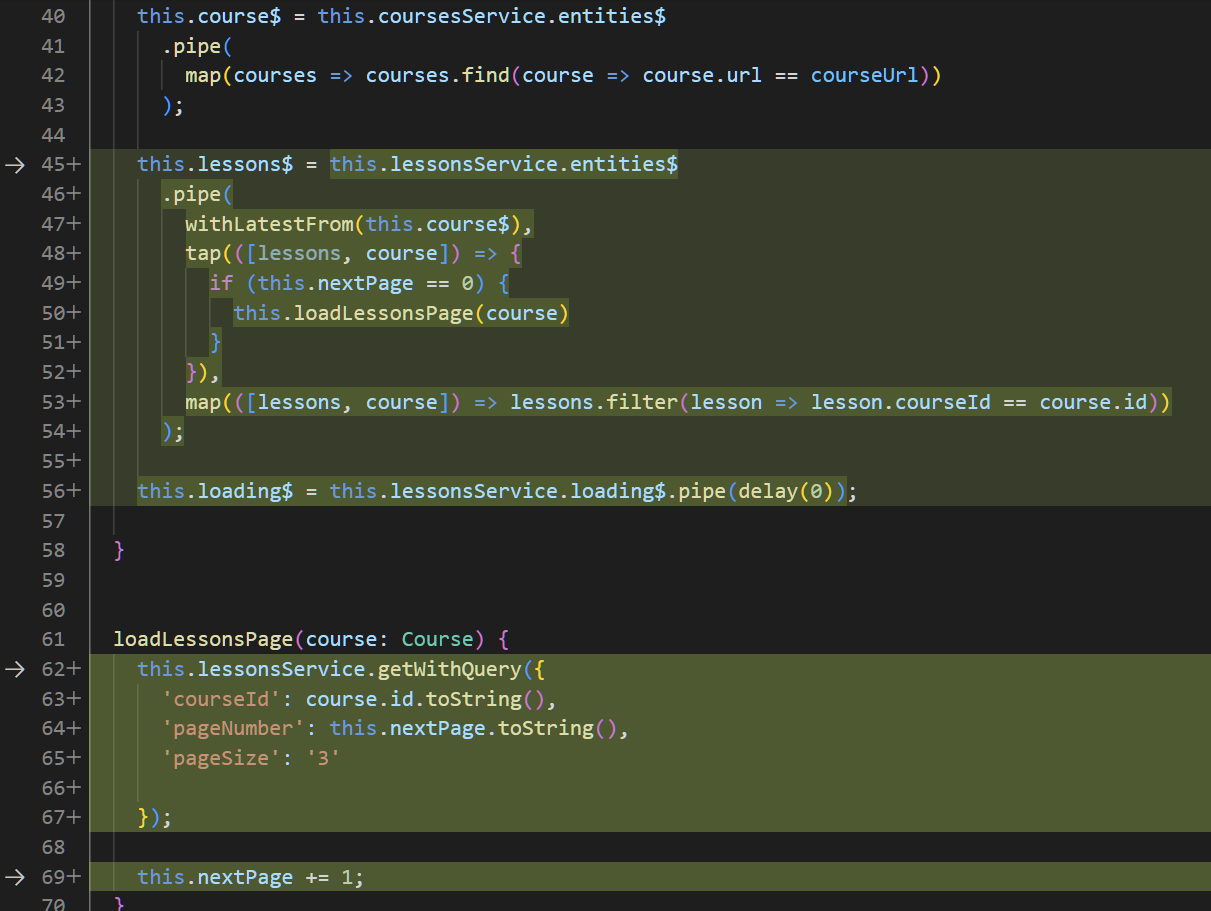 40 this.course$ = this.coursesService.entities$
41 .pipe(
42 map(courses => courses.find(course => course.url == courseUrl))
43 );
44
45+ this.lessons$ = this.lessonsService.entities$
46+ .pipe(
47+ withLatestFrom(this.course$),
48+ tap(([lessons, course]) => {
49+ if (this.nextPage == 0) {
50+ this.loadLessonsPage(course)
51+ }
52+ }),
53+ map(([lessons, course]) => lessons.filter(lesson => lesson.courseId == course.id))
54+ );
55+
56+ this.loading$ = this.lessonsService.loading$.pipe(delay(0));
57
58 }
59
60
61 loadLessonsPage(course: Course) {
62+ this.lessonsService.getWithQuery({
63+ 'courseId': course.id.toString(),
64+ 'pageNumber': this.nextPage.toString(),
65+ 'pageSize': '3'
66+
67+ });
68
69+ this.nextPage += 1;
70 }